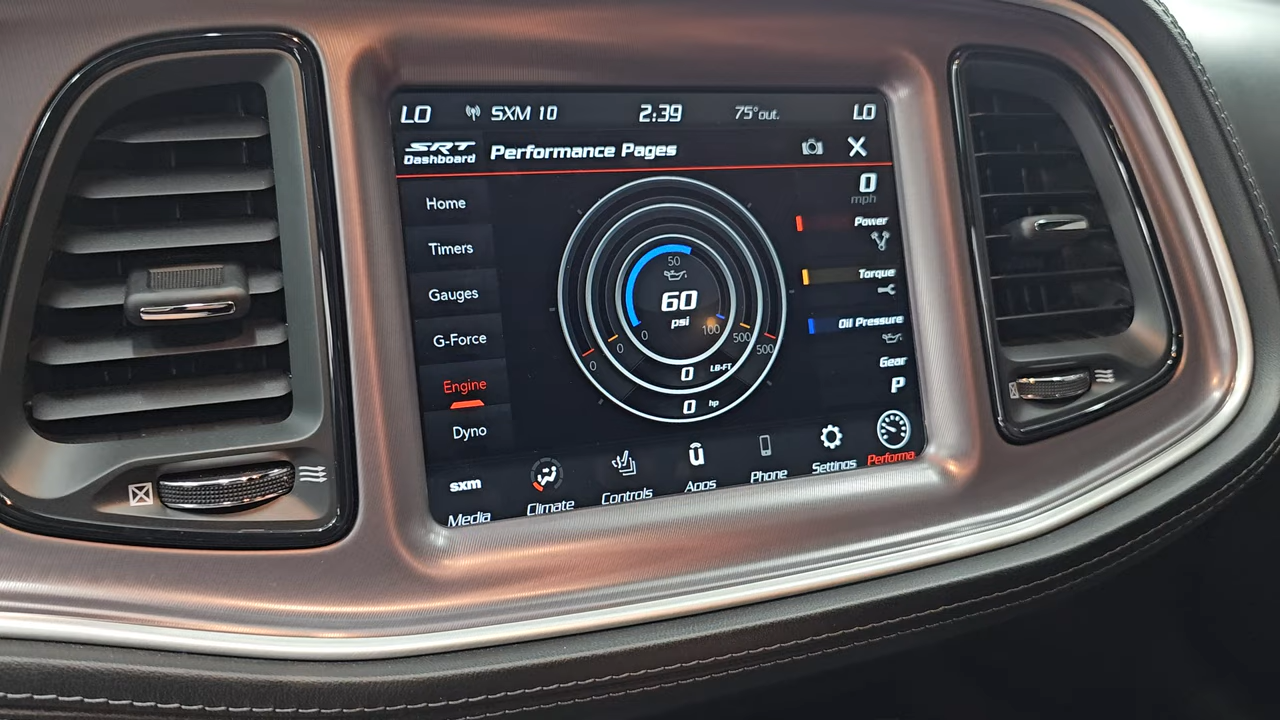 LO SXM 10 2:39 75° out. LO
SRT Dashboard Performance Pages
Home
Timers
Gauges
G-Force
Engine
Dyno
50
60
psi
0 100
0 500
0 500
0 LB-FT
0 hp
0
mph
Power
Torque
Oil Pressure
Gear
P
sxm
Media Climate Controls Apps Phone Settings Performa